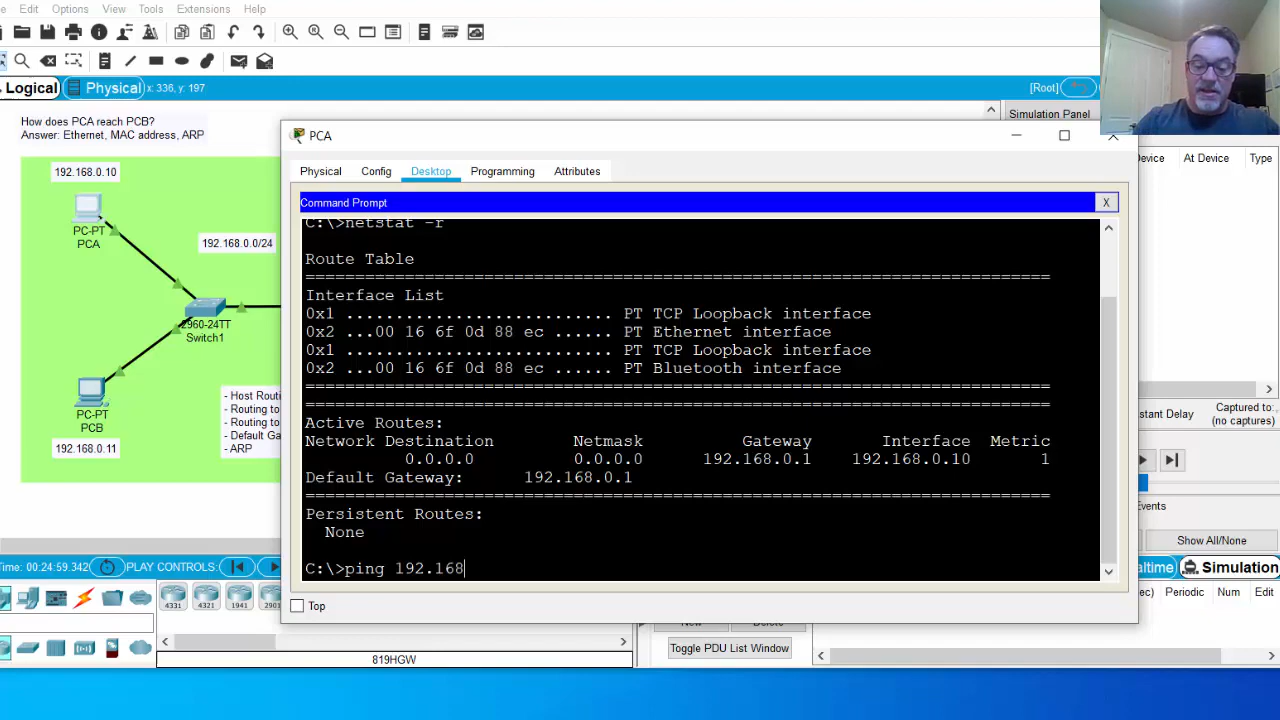 Edit Options View Tools Extensions Help
Logical Physical x: 336, y: 197 [Root]
How does PCA reach PCB?
Answer: Ethernet, MAC address, ARP
192.168.0.10
PC-PT
PCA
192.168.0.0/24
2960-24TT
Switch1
PC-PT
PCB
192.168.0.11
- Host Routi
- Routing to
- Routing to
- Default Ga
- ARP
PCA
Physical Config Desktop Programming Attributes
Command Prompt X
C:\>netstat -r
Route Table
===========================================================================
Interface List
0x1 ........................... PT TCP Loopback interface
0x2 ...00 16 6f 0d 88 ec ...... PT Ethernet interface
0x1 ........................... PT TCP Loopback interface
0x2 ...00 16 6f 0d 88 ec ...... PT Bluetooth interface
===========================================================================
===========================================================================
Active Routes:
Network Destination Netmask Gateway Interface Metric
0.0.0.0 0.0.0.0 192.168.0.1 192.168.0.10 1
Default Gateway: 192.168.0.1
===========================================================================
Persistent Routes:
None
C:\>ping 192.168
Top
Simulation Panel
evice At Device Type
stant Delay Captured to:
(no captures)
vents
Show All/None
ltime Simulation
Time: 00:24:59.342 PLAY CONTROLS:
4331 4321 1941 2901
819HGW
New Delete
Toggle PDU List Window
ec) Periodic Num Edit